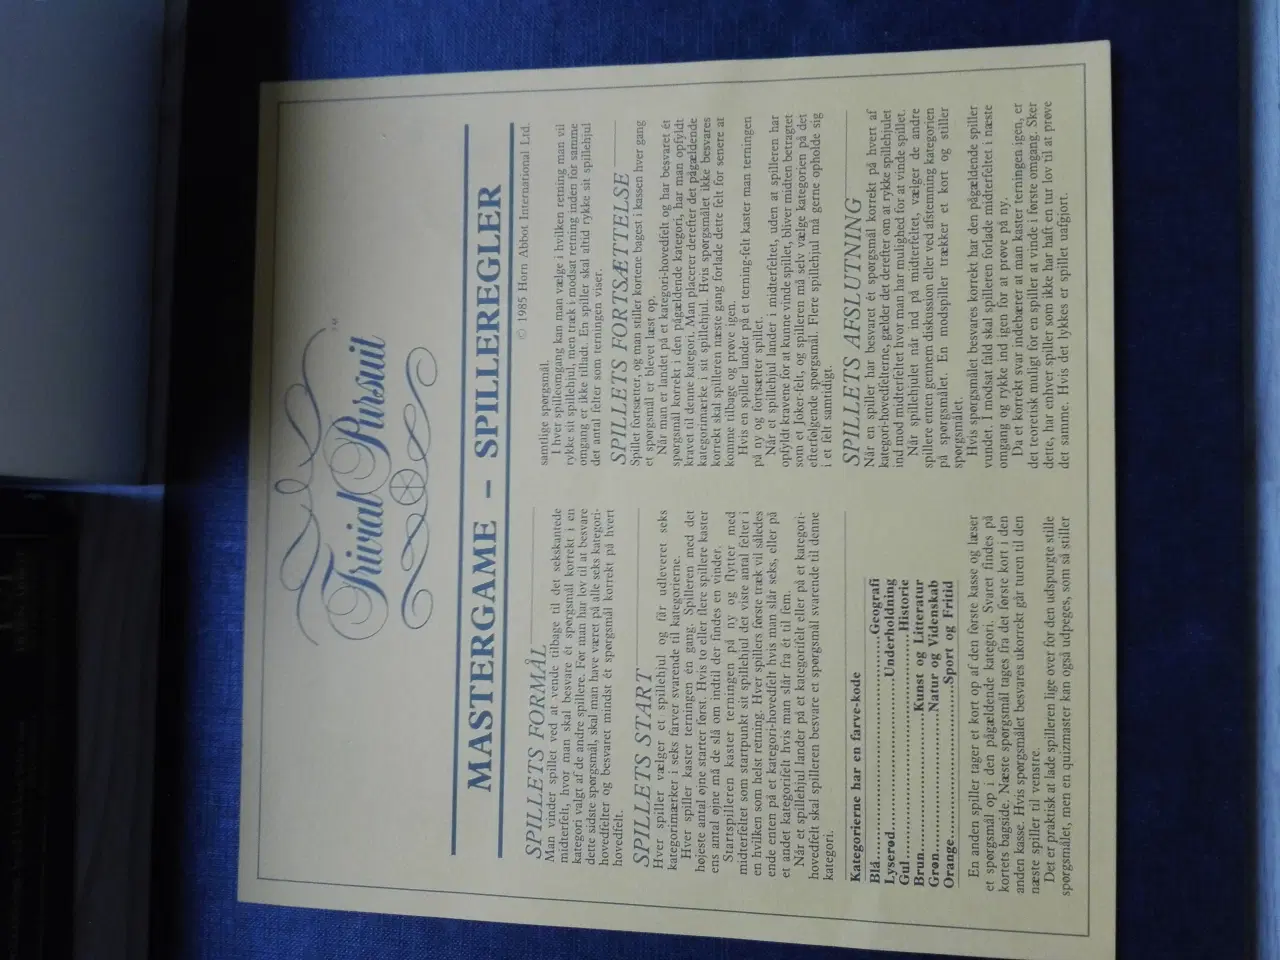 Trivial Pursuit
TM
MASTERGAME – SPILLEREGLER
© 1985 Horn Abbot International Ltd.
SPILLETS FORMÅL
Man vinder spillet ved at vende tilbage til det sekskantede
midterfelt, hvor man skal besvare ét spørgsmål korrekt i en
kategori valgt af de andre spillere. Før man har lov til at besvare
dette sidste spørgsmål, skal man have været på alle seks kategori-
hovedfelter og besvaret mindst ét spørgsmål korrekt på hvert
hovedfelt.
SPILLETS START
Hver spiller vælger et spillehjul og får udleveret seks
kategorimærker i seks farver svarende til kategorierne.
Hver spiller kaster terningen én gang. Spilleren med det
højeste antal øjne starter først. Hvis to eller flere spillere kaster
ens antal øjne må de slå om indtil der findes en vinder.
Startspilleren kaster terningen på ny og flytter med
midterfeltet som startpunkt sit spillehjul det viste antal felter i
en hvilken som helst retning. Hver spillers første træk vil således
ende enten på et kategori-hovedfelt hvis man slår seks, eller på
et andet kategorifelt hvis man slår fra ét til fem.
Når et spillehjul lander på et kategorifelt eller på et kategori-
hovedfelt skal spilleren besvare et spørgsmål svarende til denne
kategori.
Kategorierne har en farve-kode
Blå....................Geografi
Lyserød....................Underholdning
Gul....................Historie
Brun....................Kunst og Litteratur
Grøn....................Natur og Videnskab
Orange....................Sport og Fritid
En anden spiller tager et kort op af den første kasse og læser
et spørgsmål op i den pågældende kategori. Svaret findes på
kortets bagside. Næste spørgsmål tages fra det første kort i den
anden kasse. Hvis spørgsmålet besvares ukorrekt går turen til den
næste spiller til venstre.
Det er praktisk at lade spilleren lige over for den udspurgte stille
spørgsmålet, men en quizmaster kan også udpeges, som så stiller
samtlige spørgsmål.
I hver spilleomgang kan man vælge i hvilken retning man vil
rykke sit spillehjul, men træk i modsat retning inden for samme
omgang er ikke tilladt. En spiller skal altid rykke sit spillehjul
det antal felter som terningen viser.
SPILLETS FORTSÆTTELSE
Spillet fortsætter, og man stiller kortene bagest i kassen hver gang
et spørgsmål er blevet læst op.
Når man er landet på et kategori-hovedfelt og har besvaret ét
spørgsmål korrekt i den pågældende kategori, har man opfyldt
kravet til denne kategori. Man placerer derefter det pågældende
kategorimærke i sit spillehjul. Hvis spørgsmålet ikke besvares
korrekt skal spilleren næste gang forlade dette felt for senere at
komme tilbage og prøve igen.
Hvis en spiller lander på et terning-felt kaster man terningen
på ny og fortsætter spillet.
Når et spillehjul lander i midterfeltet, uden at spilleren har
opfyldt kravene for at kunne vinde spillet, bliver midten betragtet
som et Joker-felt, og spilleren må selv vælge kategorien på det
efterfølgende spørgsmål. Flere spillehjul må gerne opholde sig
i et felt samtidigt.
SPILLETS AFSLUTNING
Når en spiller har besvaret ét spørgsmål korrekt på hvert af
kategori-hovedfelterne, gælder det derefter om at rykke spillehjulet
ind mod midterfeltet hvor man har mulighed for at vinde spillet.
Når spillehjulet når ind på midterfeltet, vælger de andre
spillere enten gennem diskussion eller ved afstemning kategorien
på spørgsmålet. En modspiller trækker et kort og stiller
spørgsmålet.
Hvis spørgsmålet besvares korrekt har den pågældende spiller
vundet. I modsat fald skal spilleren forlade midterfeltet i næste
omgang og rykke ind igen for at prøve på ny.
Da et korrekt svar indebærer at man kaster terningen igen, er
det teoretisk muligt for en spiller at vinde i første omgang. Sker
dette, har enhver spiller som ikke har haft en tur lov til at prøve
det samme. Hvis det lykkes er spillet uafgjort.